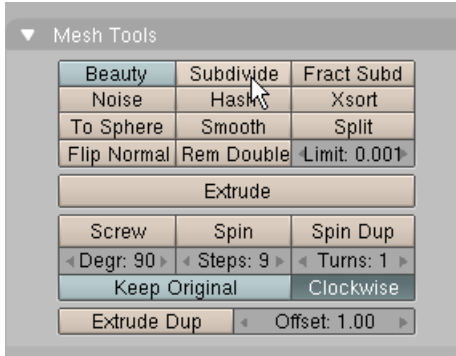 Mesh Tools
Beauty Subdivide Fract Subd
Noise Hash Xsort
To Sphere Smooth Split
Flip Normal Rem Double Limit: 0.001
Extrude
Screw Spin Spin Dup
Degr: 90 Steps: 9 Turns: 1
Keep Original Clockwise
Extrude Dup Offset: 1.00